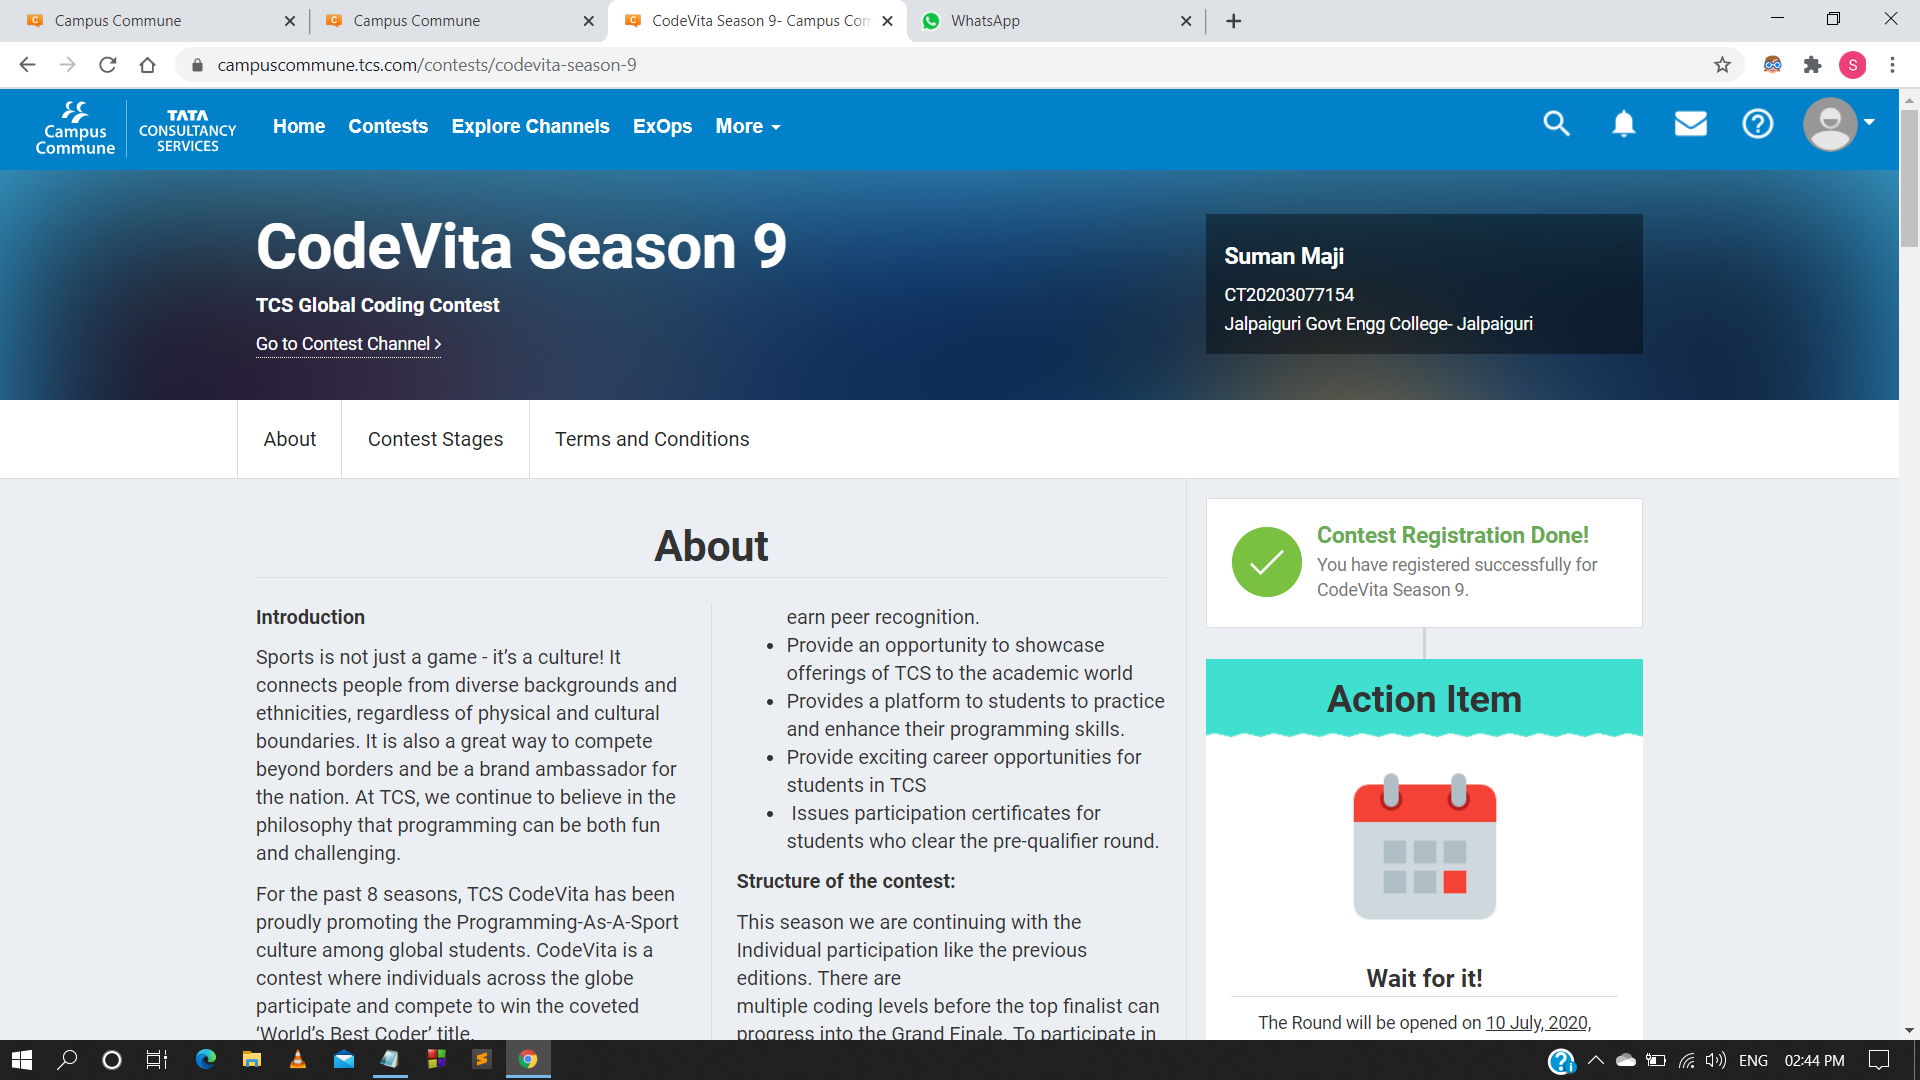 Campus Commune
Campus Commune
CodeVita Season 9- Campus Con
WhatsApp
campuscommune.tcs.com/contests/codevita-season-9
S
Campus
Commune
TATA
CONSULTANCY
SERVICES
Home
Contests
Explore Channels
ExOps
More
CodeVita Season 9
TCS Global Coding Contest
Go to Contest Channel >
Suman Maji
CT20203077154
Jalpaiguri Govt Engg College- Jalpaiguri
About
Contest Stages
Terms and Conditions
About
Introduction
Sports is not just a game - it’s a culture! It
connects people from diverse backgrounds and
ethnicities, regardless of physical and cultural
boundaries. It is also a great way to compete
beyond borders and be a brand ambassador for
the nation. At TCS, we continue to believe in the
philosophy that programming can be both fun
and challenging.
For the past 8 seasons, TCS CodeVita has been
proudly promoting the Programming-As-A-Sport
culture among global students. CodeVita is a
contest where individuals across the globe
participate and compete to win the coveted
‘World’s Best Coder’ title.
earn peer recognition.
• Provide an opportunity to showcase
offerings of TCS to the academic world
• Provides a platform to students to practice
and enhance their programming skills.
• Provide exciting career opportunities for
students in TCS
• Issues participation certificates for
students who clear the pre-qualifier round.
Structure of the contest:
This season we are continuing with the
Individual participation like the previous
editions. There are
multiple coding levels before the top finalist can
progress into the Grand Finale. To participate in
Contest Registration Done!
You have registered successfully for
CodeVita Season 9.
Action Item
Wait for it!
The Round will be opened on 10 July, 2020,
ENG
02:44 PM